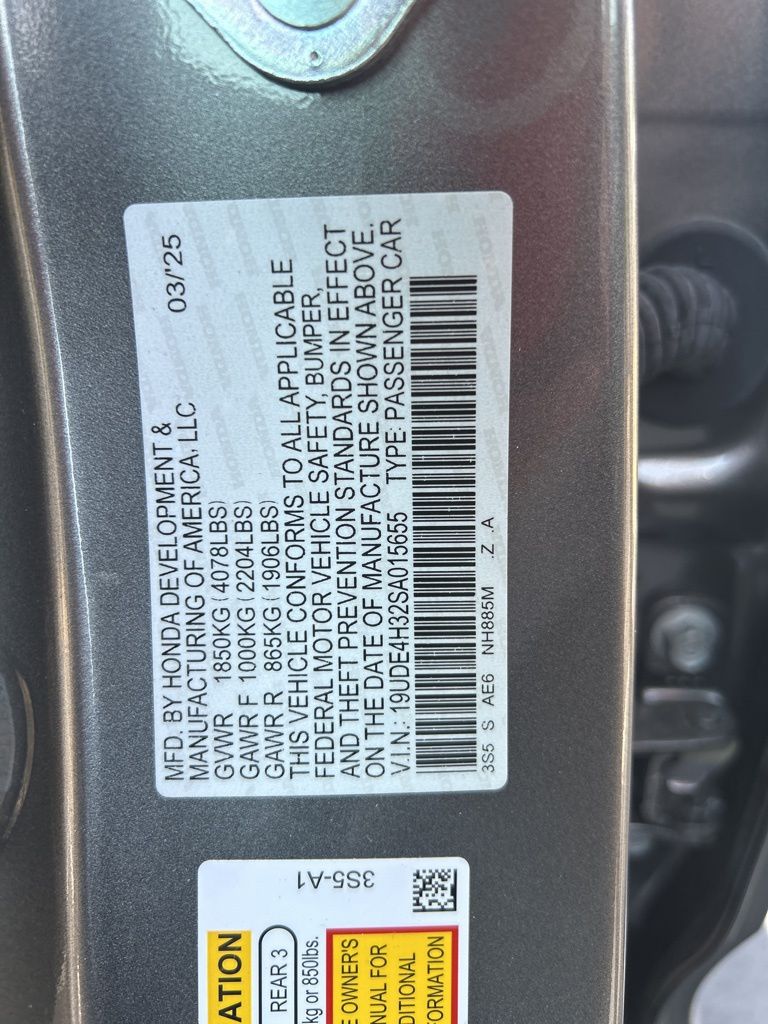 MFD. BY HONDA DEVELOPMENT &
MANUFACTURING OF AMERICA, LLC 03/'25
GVWR 1850KG (4078LBS)
GAWR F 1000KG (2204LBS)
GAWR R 865KG (1906LBS)
THIS VEHICLE CONFORMS TO ALL APPLICABLE
FEDERAL MOTOR VEHICLE SAFETY, BUMPER,
AND THEFT PREVENTION STANDARDS IN EFFECT
ON THE DATE OF MANUFACTURE SHOWN ABOVE.
V.I.N.: 19UDE4H32SA015655 TYPE: PASSENGER CAR
3S5 S AE6 NH885M .Z .A
3S5-A1
ATION
REAR 3
kg or 850lbs.
E OWNER'S
NUAL FOR
DITIONAL
FORMATION